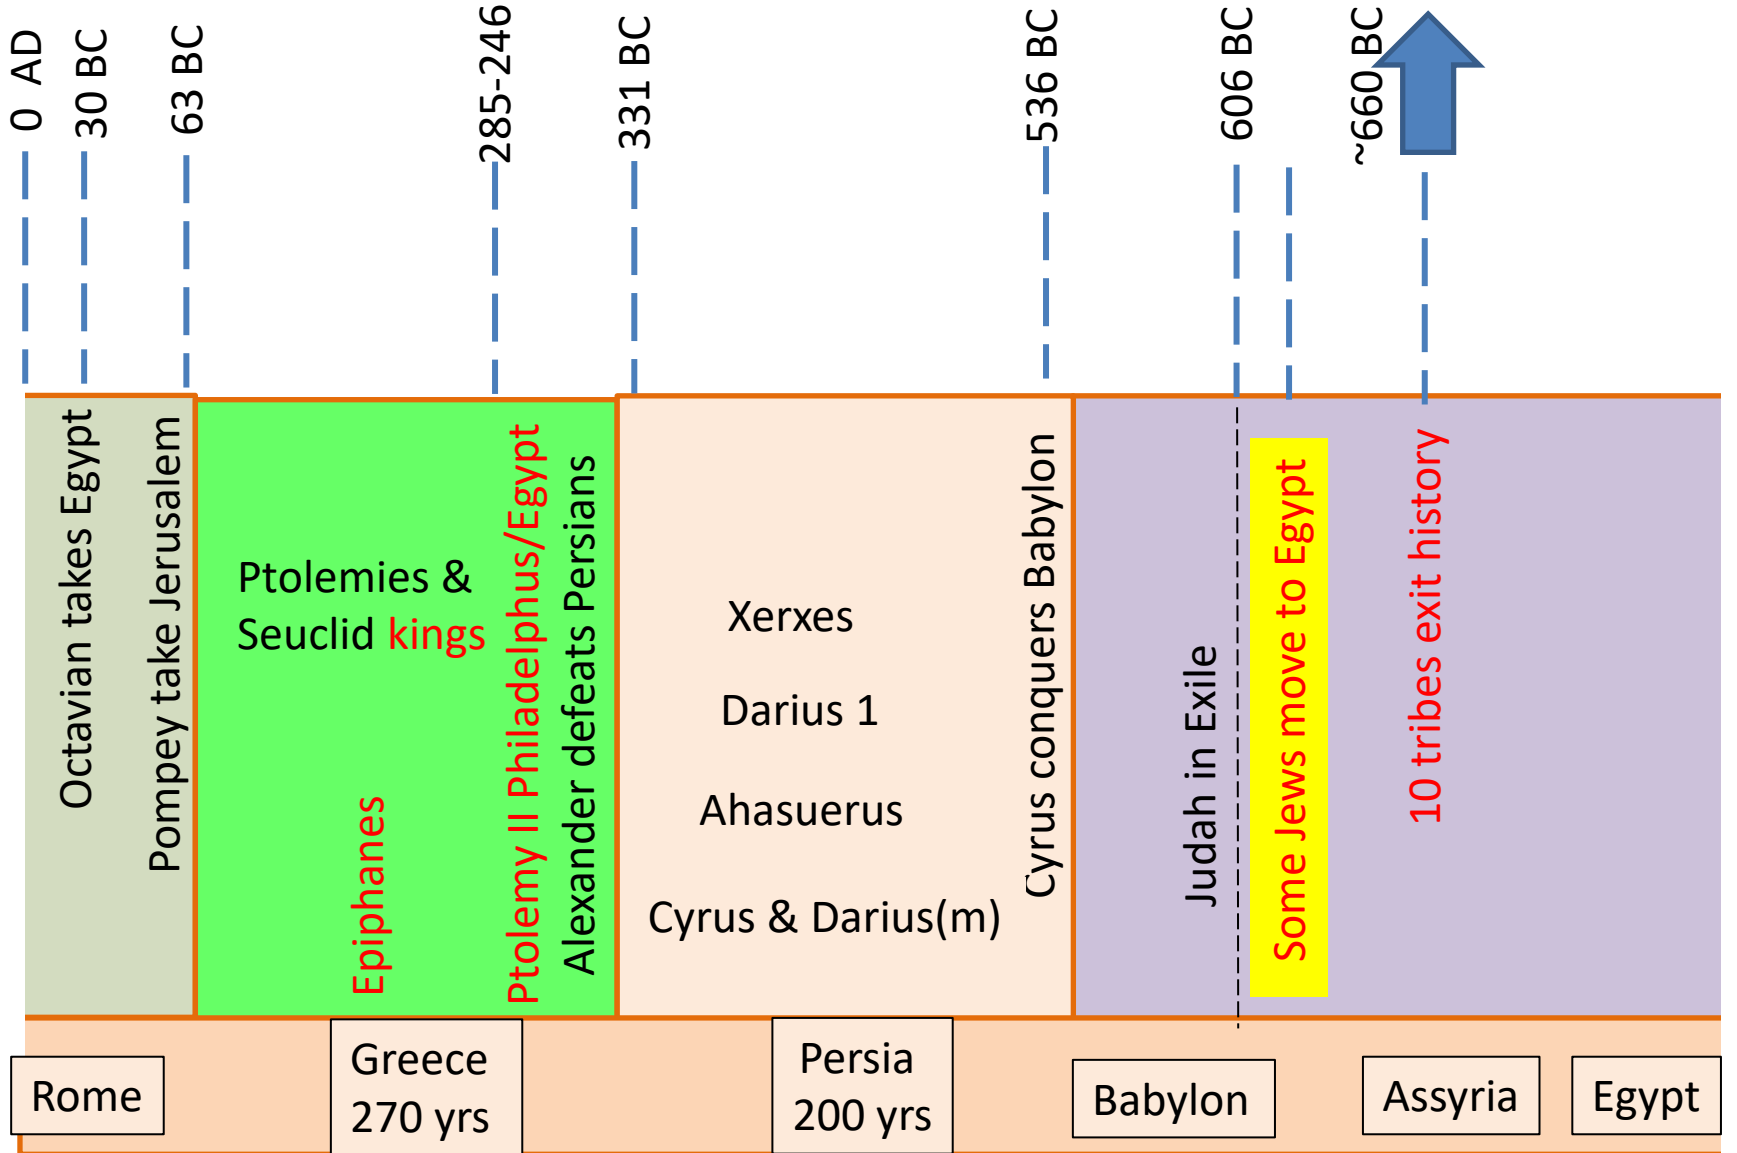 0 AD
30 BC
63 BC
285-246
331 BC
536 BC
606 BC
~660 BC
Octavian takes Egypt
Pompey take Jerusalem
Ptolemies &
Seuclid kings
Epiphanes
Ptolemy II Philadelphus/Egypt
Alexander defeats Persians
Xerxes
Darius 1
Ahasuerus
Cyrus & Darius(m)
Cyrus conquers Babylon
Judah in Exile
Some Jews move to Egypt
10 tribes exit history
Rome
Greece
270 yrs
Persia
200 yrs
Babylon
Assyria
Egypt